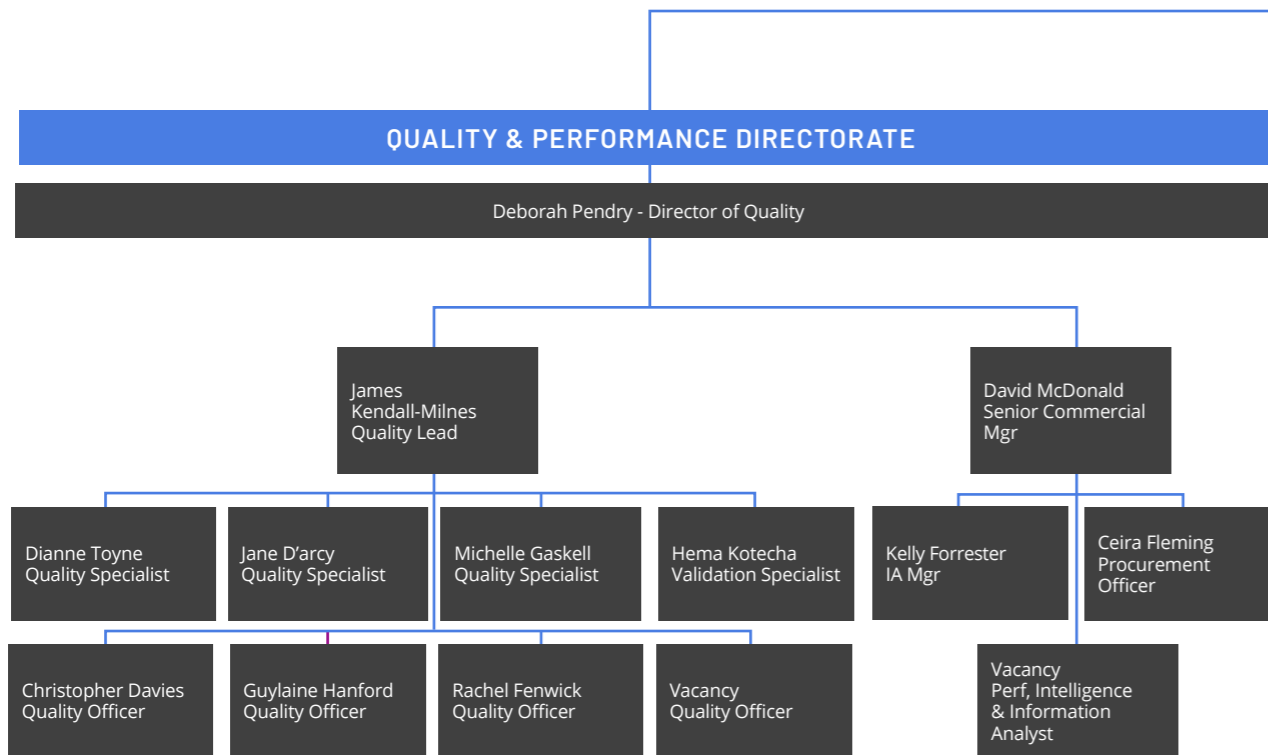 QUALITY & PERFORMANCE DIRECTORATE
Deborah Pendry - Director of Quality
James
Kendall-Milnes
Quality Lead
David McDonald
Senior Commercial
Mgr
Dianne Toyne
Quality Specialist
Jane D’arcy
Quality Specialist
Michelle Gaskell
Quality Specialist
Hema Kotecha
Validation Specialist
Kelly Forrester
IA Mgr
Ceira Fleming
Procurement
Officer
Christopher Davies
Quality Officer
Guylaine Hanford
Quality Officer
Rachel Fenwick
Quality Officer
Vacancy
Quality Officer
Vacancy
Perf, Intelligence
& Information
Analyst